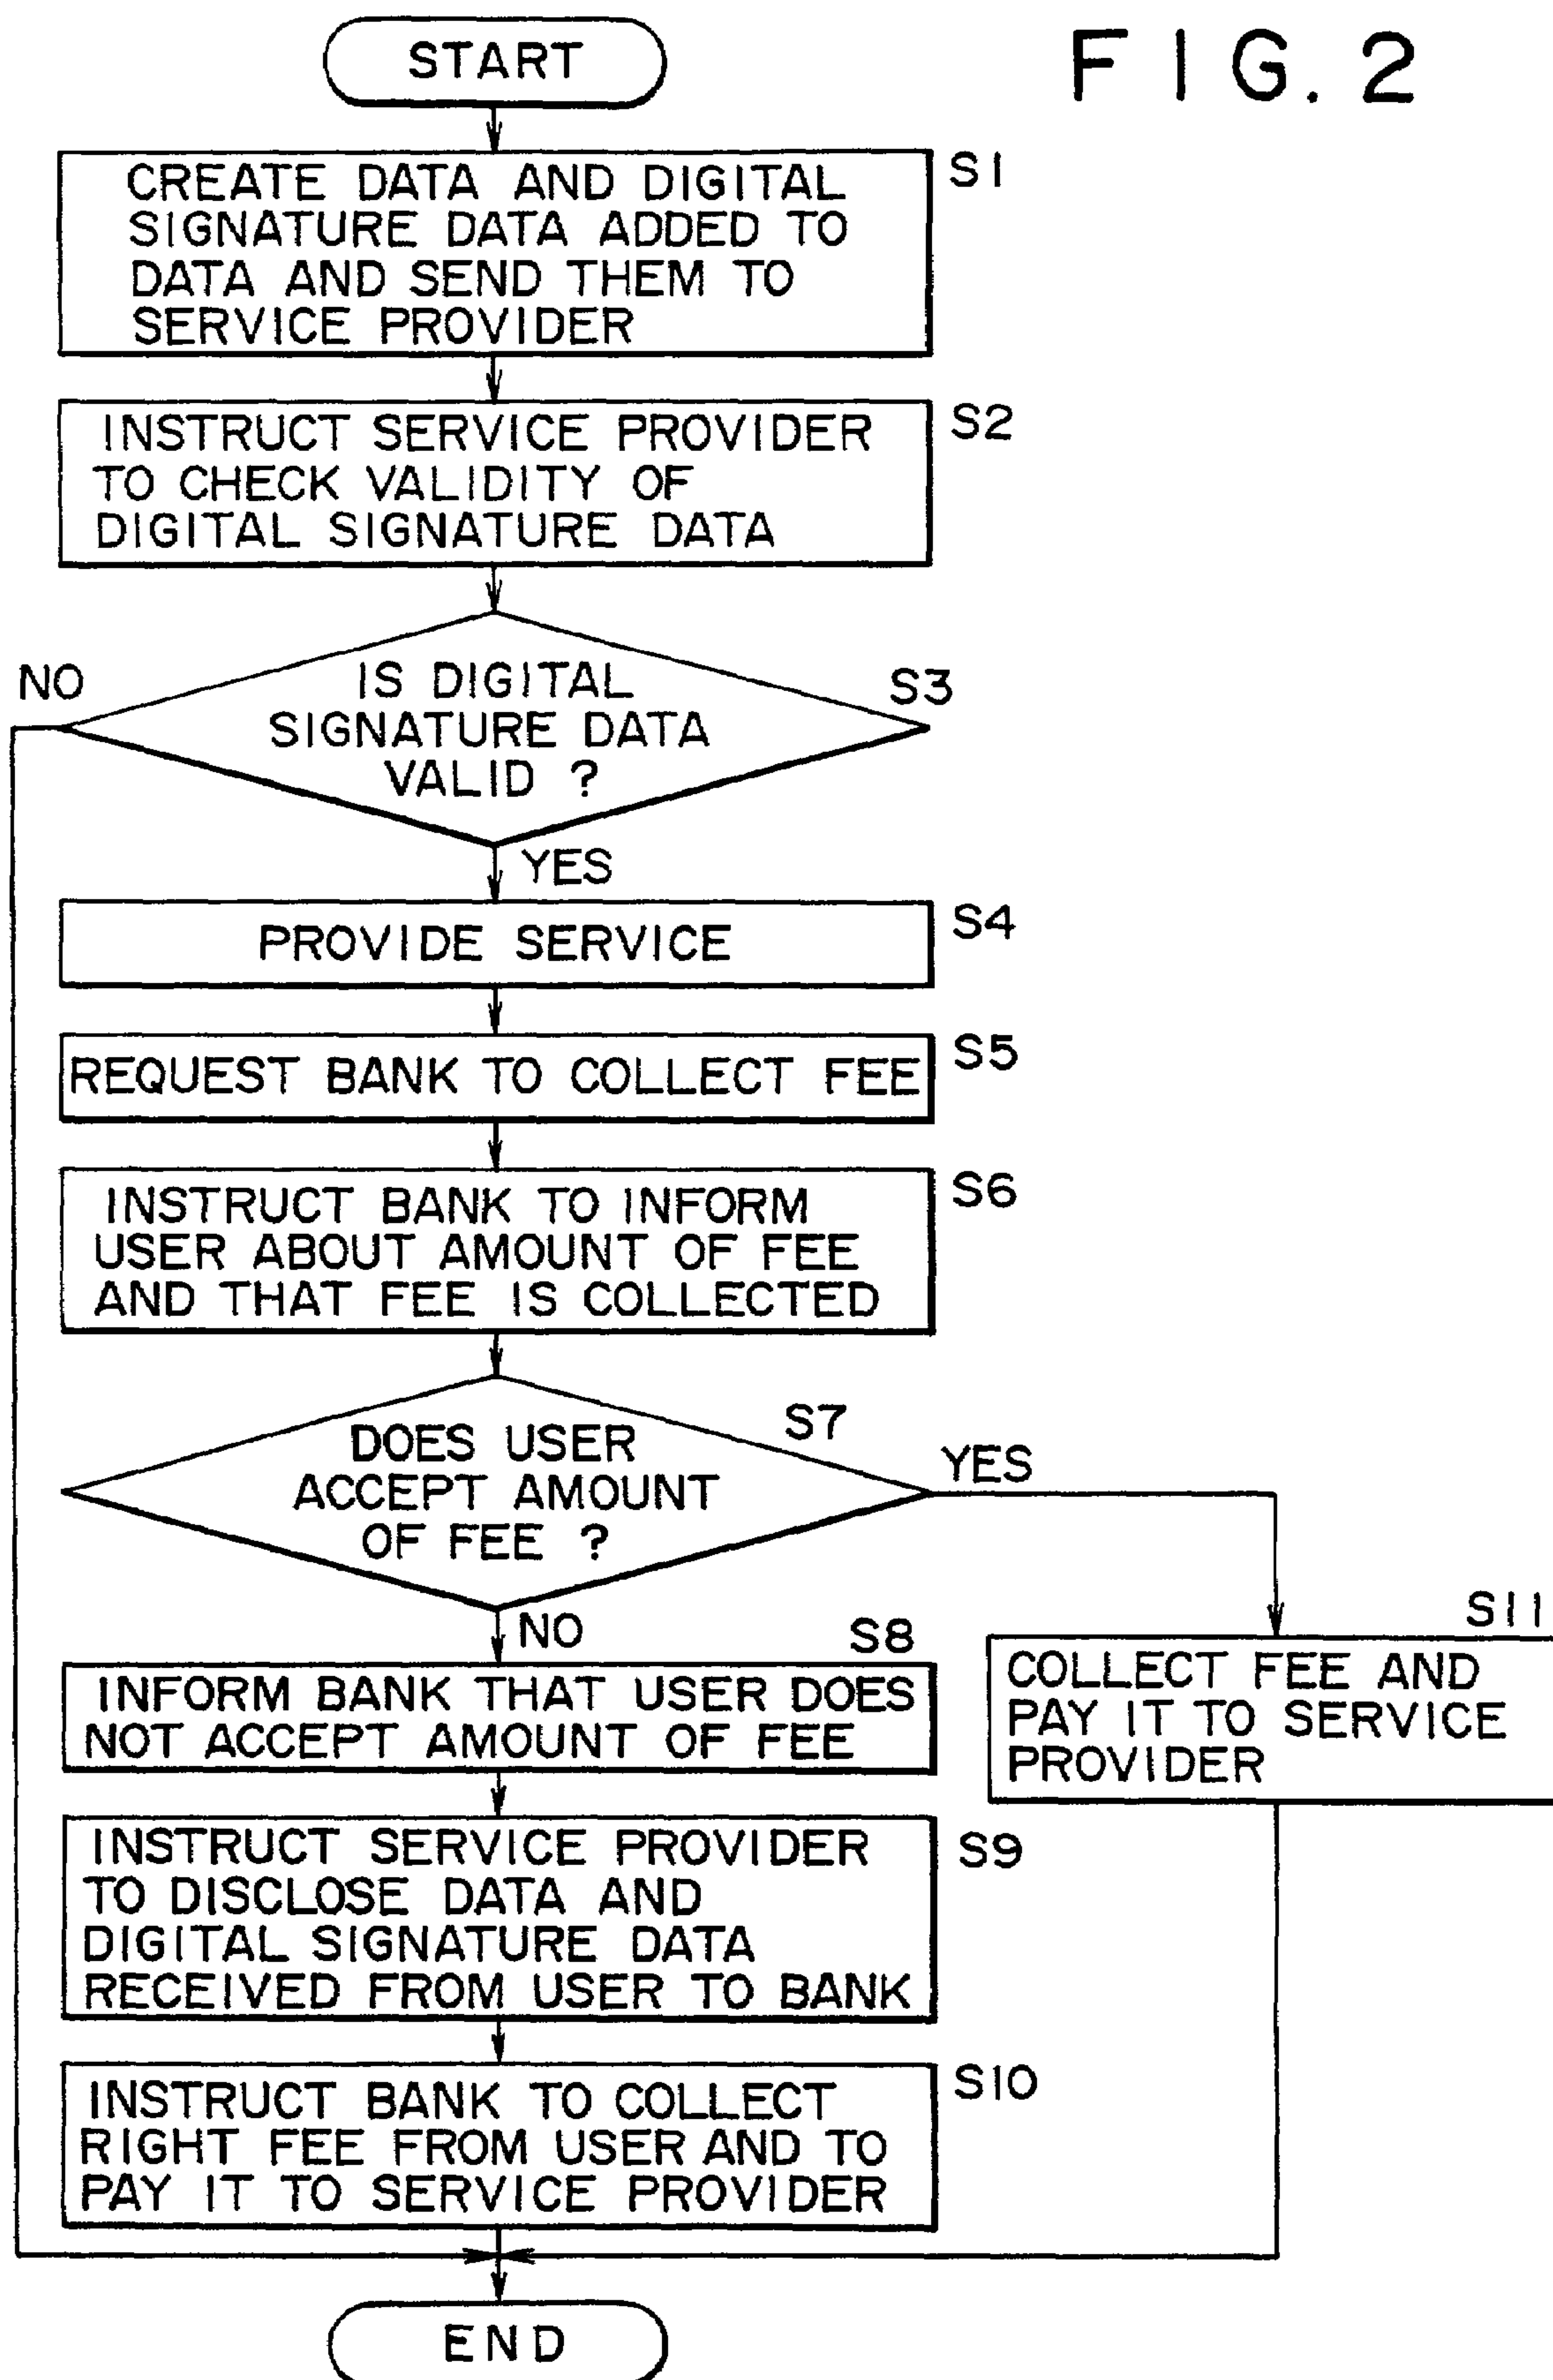 START
FIG. 2
CREATE DATA AND DIGITAL
SIGNATURE DATA ADDED TO
DATA AND SEND THEM TO
SERVICE PROVIDER
S1
INSTRUCT SERVICE PROVIDER
TO CHECK VALIDITY OF
DIGITAL SIGNATURE DATA
S2
NO
IS DIGITAL
SIGNATURE DATA
VALID ?
S3
YES
PROVIDE SERVICE
S4
REQUEST BANK TO COLLECT FEE
S5
INSTRUCT BANK TO INFORM
USER ABOUT AMOUNT OF FEE
AND THAT FEE IS COLLECTED
S6
DOES USER
ACCEPT AMOUNT
OF FEE ?
S7
YES
NO
S8
INFORM BANK THAT USER DOES
NOT ACCEPT AMOUNT OF FEE
S11
COLLECT FEE AND
PAY IT TO SERVICE
PROVIDER
INSTRUCT SERVICE PROVIDER
TO DISCLOSE DATA AND
DIGITAL SIGNATURE DATA
RECEIVED FROM USER TO BANK
S9
INSTRUCT BANK TO COLLECT
RIGHT FEE FROM USER AND TO
PAY IT TO SERVICE PROVIDER
S10
END